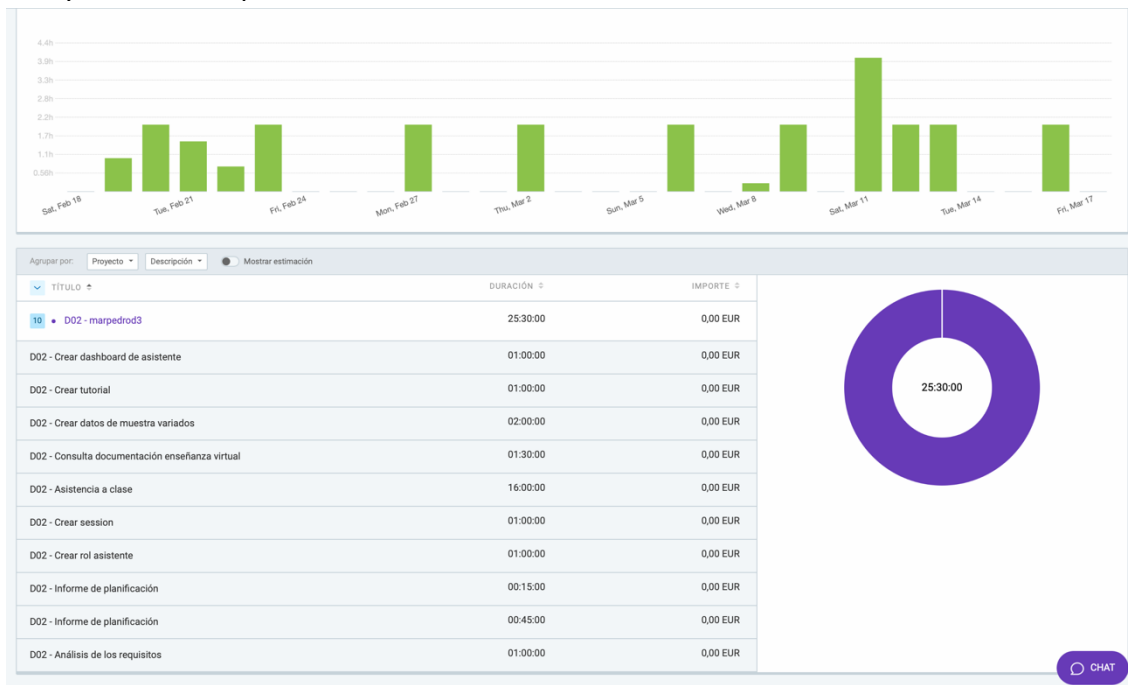 4.4h
3.9h
3.3h
2.8h
2.2h
1.7h
1.1h
0.56h
Sat, Feb 18
Tue, Feb 21
Fri, Feb 24
Mon, Feb 27
Thu, Mar 2
Sun, Mar 5
Wed, Mar 8
Sat, Mar 11
Tue, Mar 14
Fri, Mar 17
Agrupar por: Proyecto Descripción Mostrar estimación
TÍTULO DURACIÓN IMPORTE
10 • D02 - marpedrod3 25:30:00 0,00 EUR
D02 - Crear dashboard de asistente 01:00:00 0,00 EUR
D02 - Crear tutorial 01:00:00 0,00 EUR
D02 - Crear datos de muestra variados 02:00:00 0,00 EUR
D02 - Consulta documentación enseñanza virtual 01:30:00 0,00 EUR
D02 - Asistencia a clase 16:00:00 0,00 EUR
D02 - Crear session 01:00:00 0,00 EUR
D02 - Crear rol asistente 01:00:00 0,00 EUR
D02 - Informe de planificación 00:15:00 0,00 EUR
D02 - Informe de planificación 00:45:00 0,00 EUR
D02 - Análisis de los requisitos 01:00:00 0,00 EUR
25:30:00
CHAT